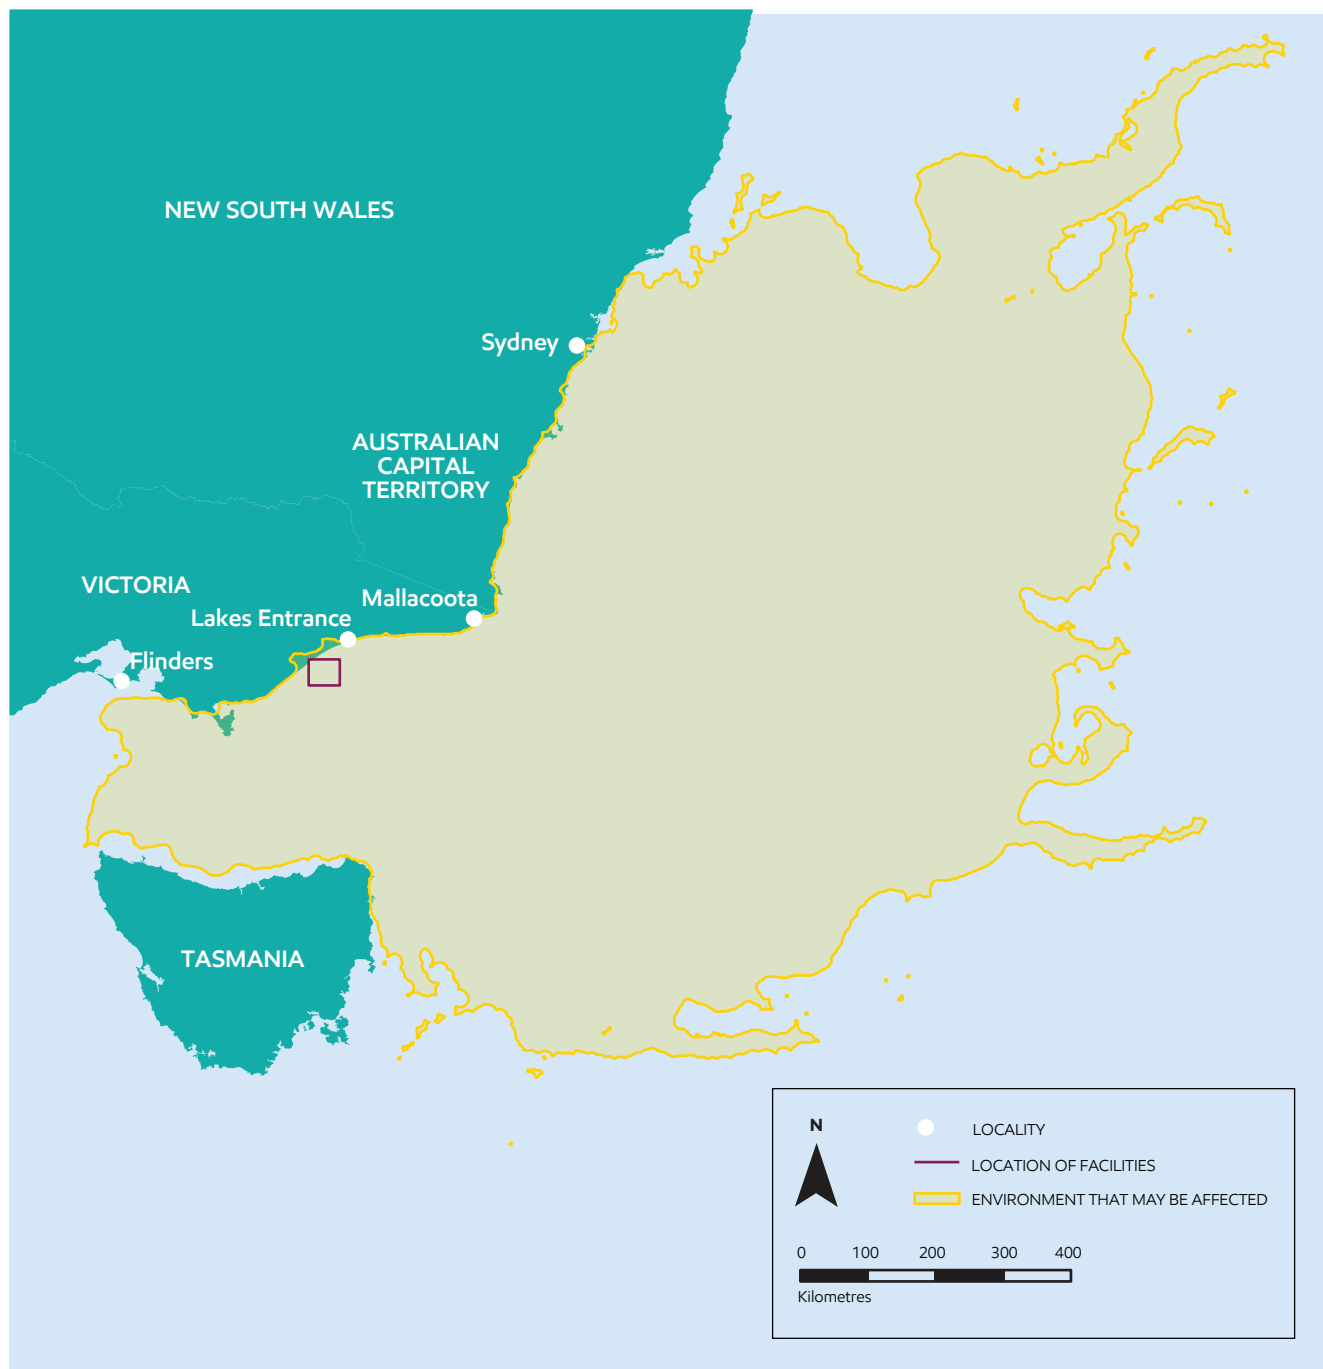 NEW SOUTH WALES
Sydney
AUSTRALIAN
CAPITAL
TERRITORY
VICTORIA
Mallacoota
Lakes Entrance
Flinders
TASMANIA
N
LOCALITY
LOCATION OF FACILITIES
ENVIRONMENT THAT MAY BE AFFECTED
0 100 200 300 400
Kilometres